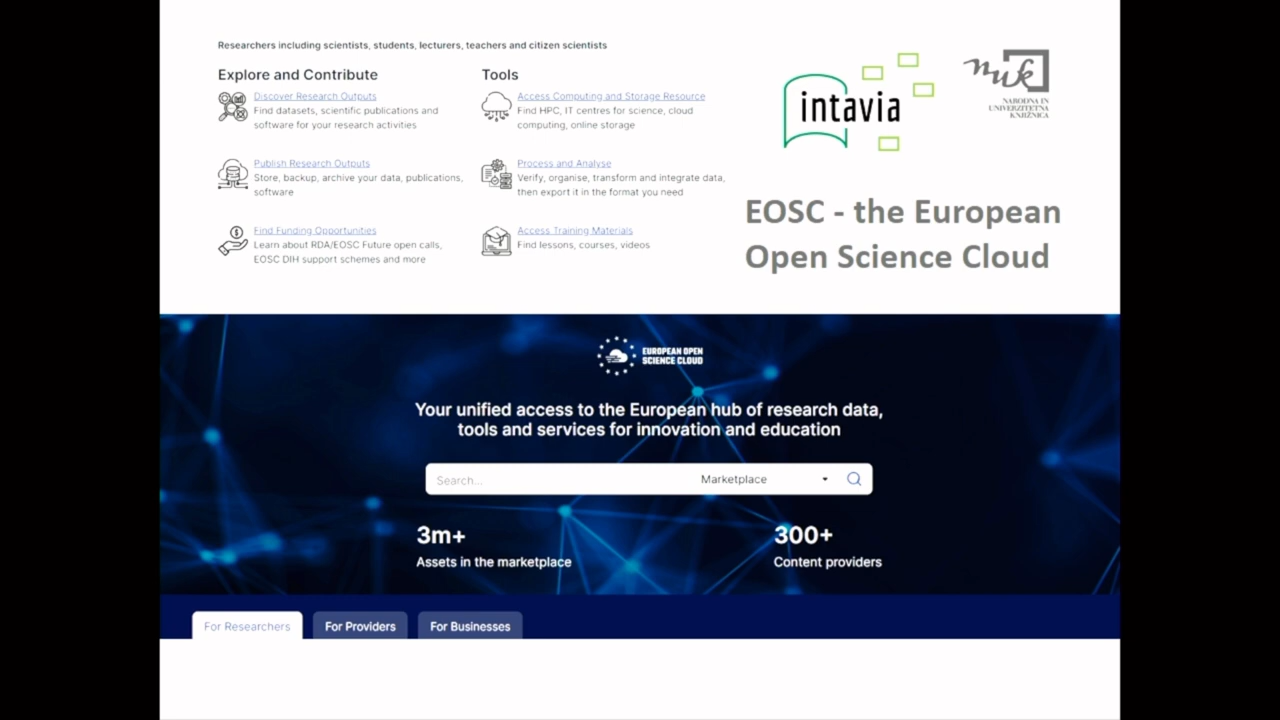 Researchers including scientists, students, lecturers, teachers and citizen scientists
Explore and Contribute
Discover Research Outputs
Find datasets, scientific publications and
software for your research activities
Publish Research Outputs
Store, backup, archive your data, publications,
software
Find Funding Opportunities
Learn about RDA/EOSC Future open calls,
EOSC DIH support schemes and more
Tools
Access Computing and Storage Resource
Find HPC, IT centres for science, cloud
computing, online storage
Process and Analyse
Verify, organise, transform and integrate data,
then export it in the format you need
Access Training Materials
Find lessons, courses, videos
intavia
nuk
NARODNA IN
UNIVERZITETNA
KNJIŽNICA
EOSC - the European
Open Science Cloud
EUROPEAN OPEN
SCIENCE CLOUD
Your unified access to the European hub of research data,
tools and services for innovation and education
Search... Marketplace
3m+
Assets in the marketplace
300+
Content providers
For Researchers For Providers For Businesses